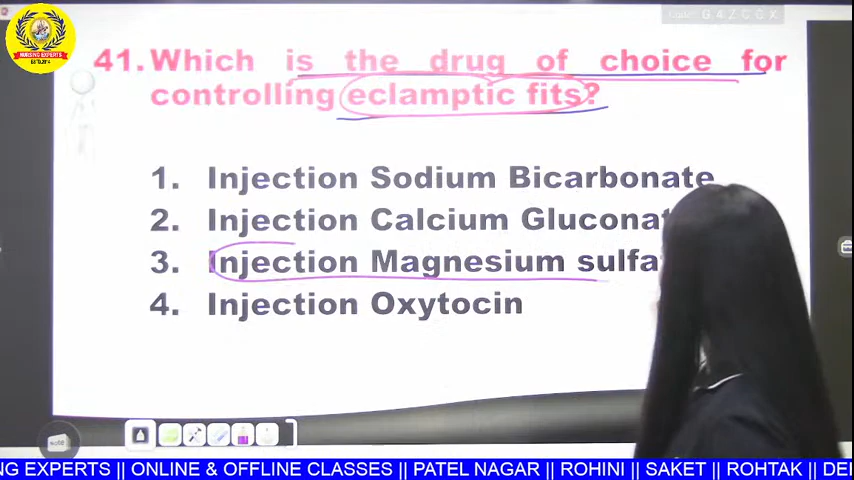 NURSING EXPERTS
41. Which is the drug of choice for
controlling eclamptic fits?
1. Injection Sodium Bicarbonate
2. Injection Calcium Gluconat
3. Injection Magnesium sulfa
4. Injection Oxytocin
NG EXPERTS || ONLINE & OFFLINE CLASSES || PATEL NAGAR || ROHINI || SAKET || ROHTAK || DE